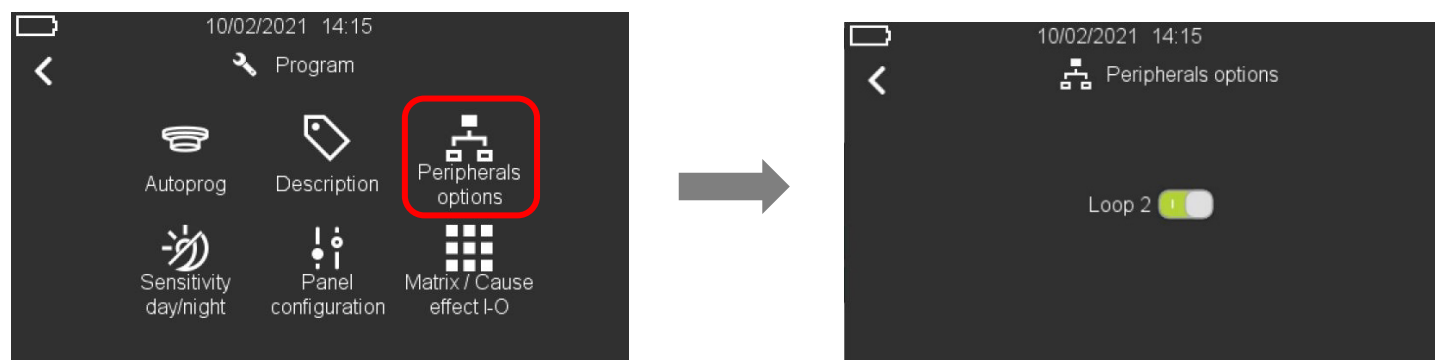 10/02/2021 14:15
Program
Autoprog
Description
Peripherals
options
Sensitivity
day/night
Panel
configuration
Matrix / Cause
effect I-O
10/02/2021 14:15
Peripherals options
Loop 2